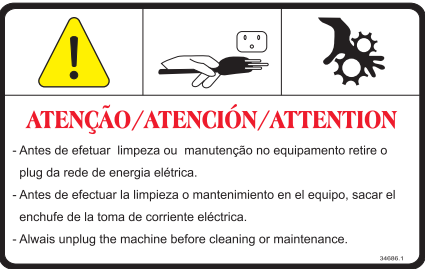 ATENÇÃO/ATENCIÓN/ATTENTION
- Antes de efetuar limpeza ou manutenção no equipamento retire o
plug da rede de energia elétrica.
- Antes de efectuar la limpieza o mantenimiento en el equipo, sacar el
enchufe de la toma de corriente eléctrica.
- Alwais unplug the machine before cleaning or maintenance.
34686.1